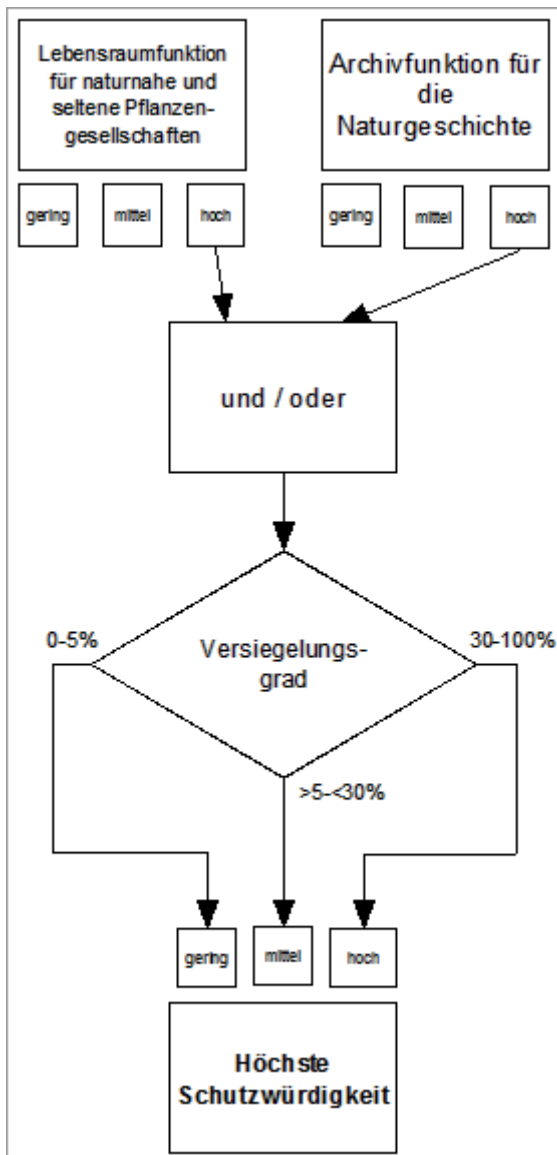 Lebensraumfunktion
für naturnahe und
seltene Pflanzen-
gesellschaften
Archivfunktion für
die
Naturgeschichte
gering
mittel
hoch
gering
mittel
hoch
und / oder
0-5%
Versiegelungs-
grad
30-100%
>5-<30%
gering
mittel
hoch
Höchste
Schutzwürdigkeit